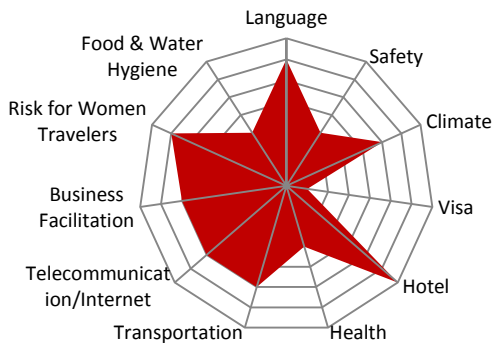 Language
Safety
Climate
Visa
Hotel
Health
Transportation
Telecommunicat
ion/Internet
Business
Facilitation
Risk for Women
Travelers
Food & Water
Hygiene